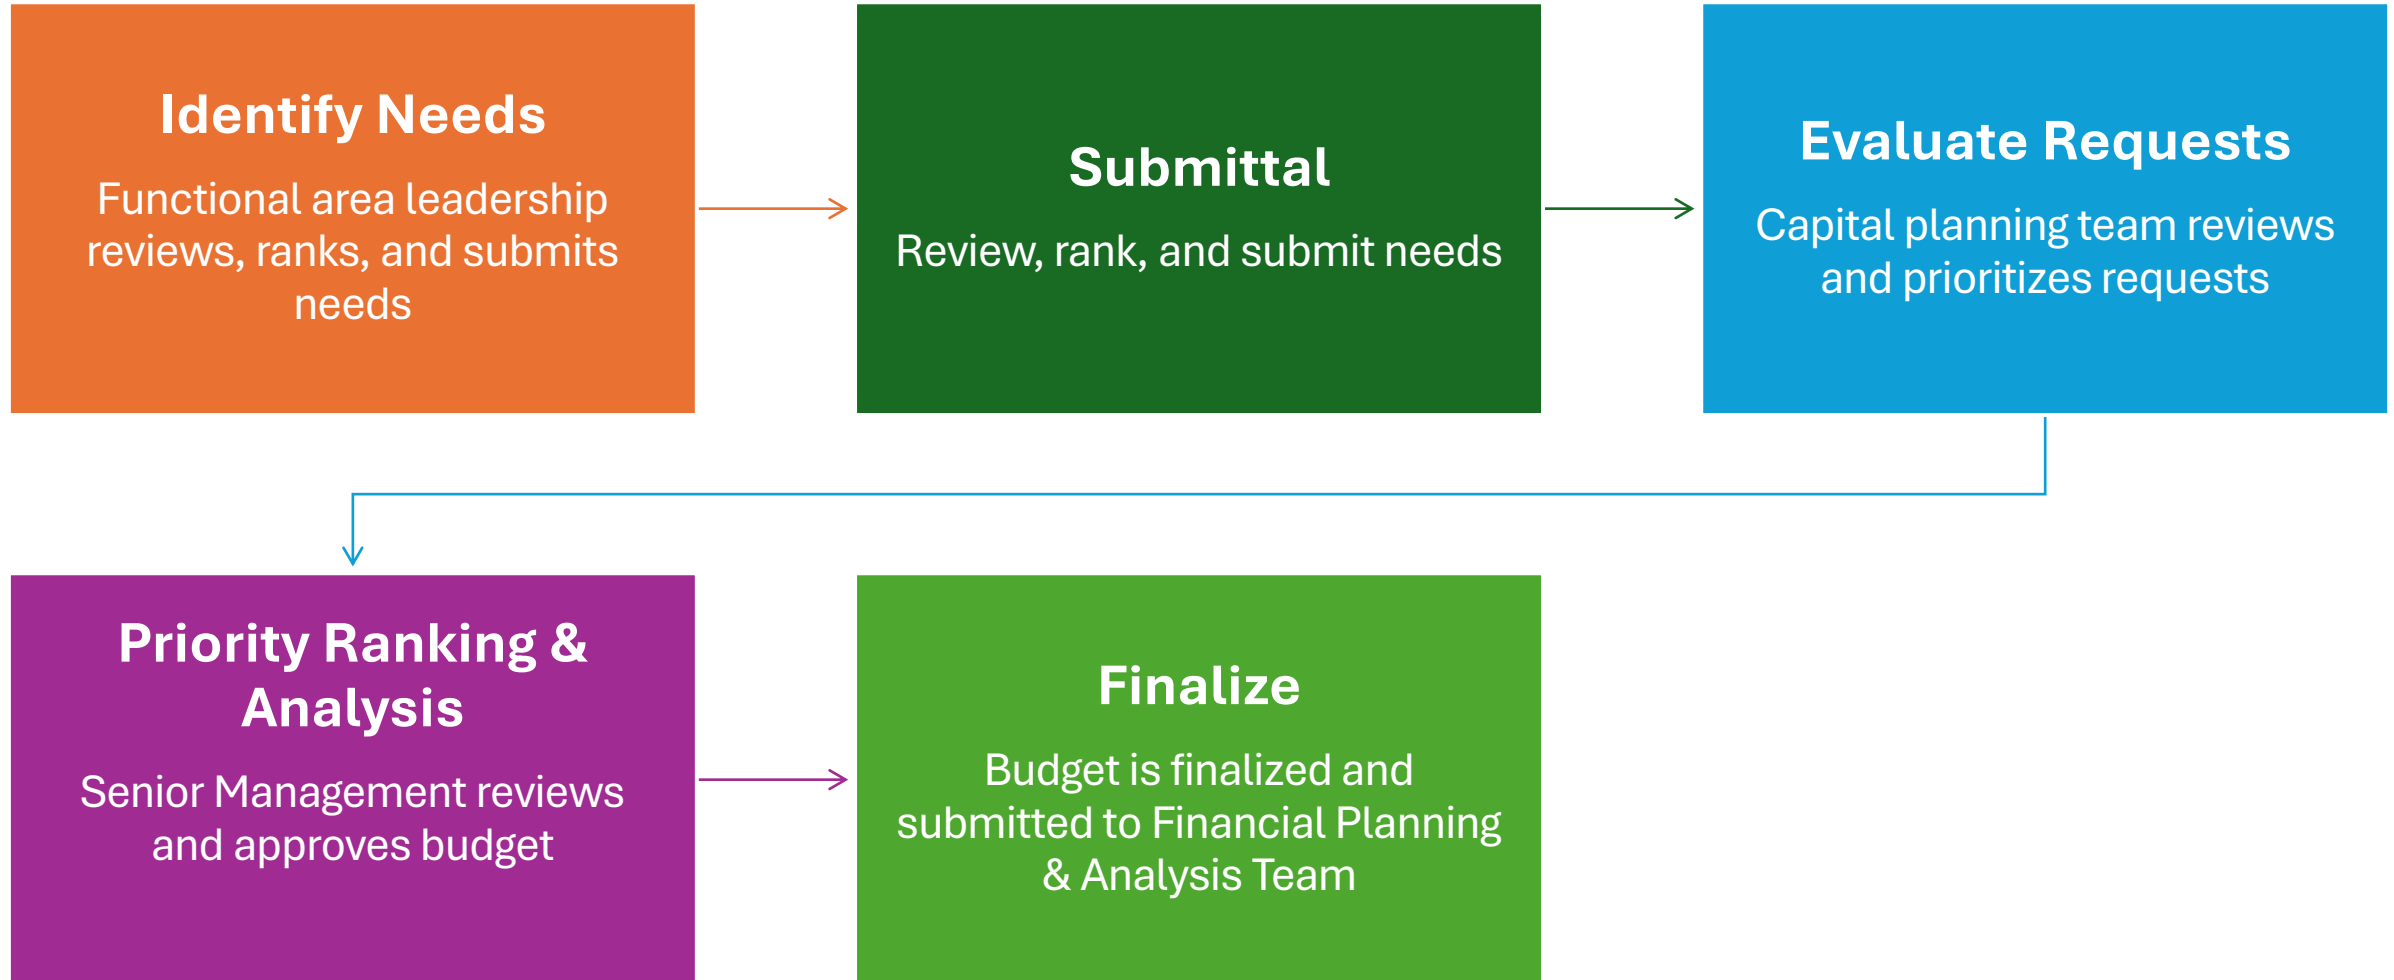 Identify Needs
Functional area leadership
reviews, ranks, and submits
needs
Submittal
Review, rank, and submit needs
Evaluate Requests
Capital planning team reviews
and prioritizes requests
Priority Ranking &
Analysis
Senior Management reviews
and approves budget
Finalize
Budget is finalized and
submitted to Financial Planning
& Analysis Team